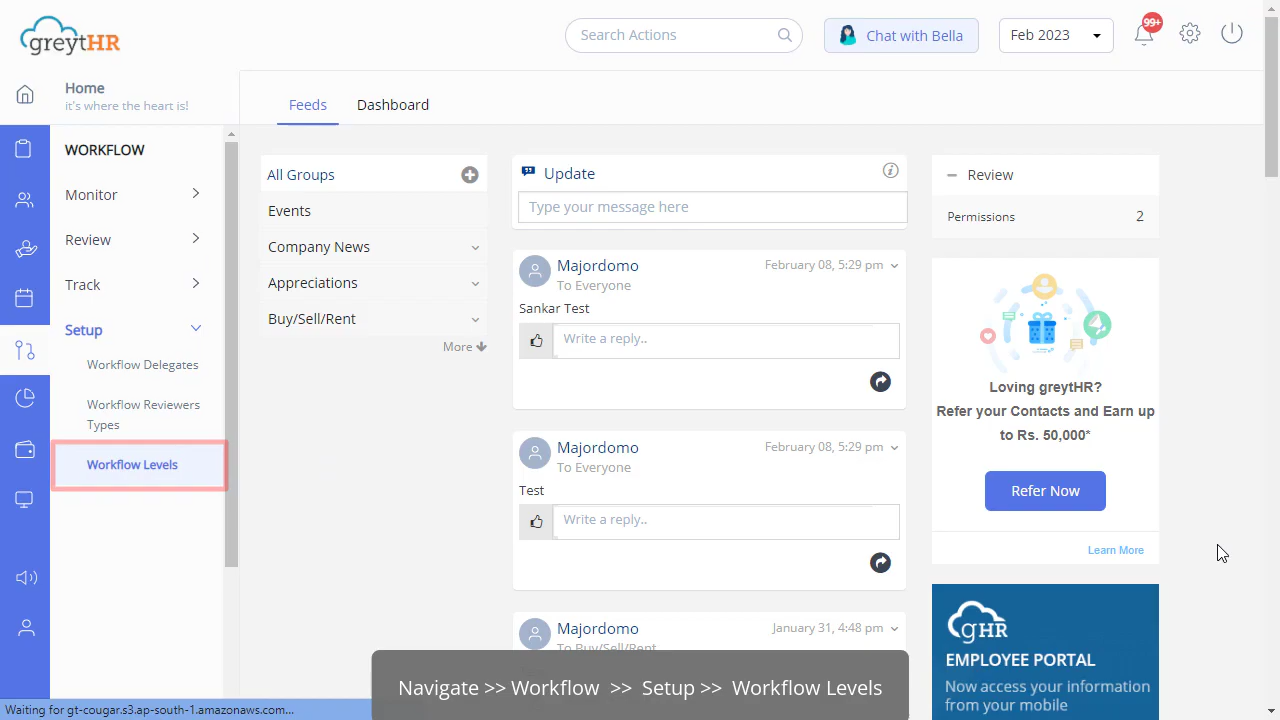 greytHR
Search Actions
Chat with Bella
Feb 2023
99+
Home
it's where the heart is!
Feeds
Dashboard
WORKFLOW
Monitor
Review
Track
Setup
Workflow Delegates
Workflow Reviewers
Types
Workflow Levels
All Groups
Events
Company News
Appreciations
Buy/Sell/Rent
More
Update
Type your message here
Majordomo
February 08, 5:29 pm
To Everyone
Sankar Test
Write a reply..
Majordomo
February 08, 5:29 pm
To Everyone
Test
Write a reply..
Majordomo
January 31, 4:48 pm
To Buy/Sell/Rent
Review
Permissions 2
Loving greytHR?
Refer your Contacts and Earn up
to Rs. 50,000*
Refer Now
Learn More
gHR
EMPLOYEE PORTAL
Now access your information
from your mobile
Navigate >> Workflow >> Setup >> Workflow Levels
Waiting for gt-cougar.s3.ap-south-1.amazonaws.com...